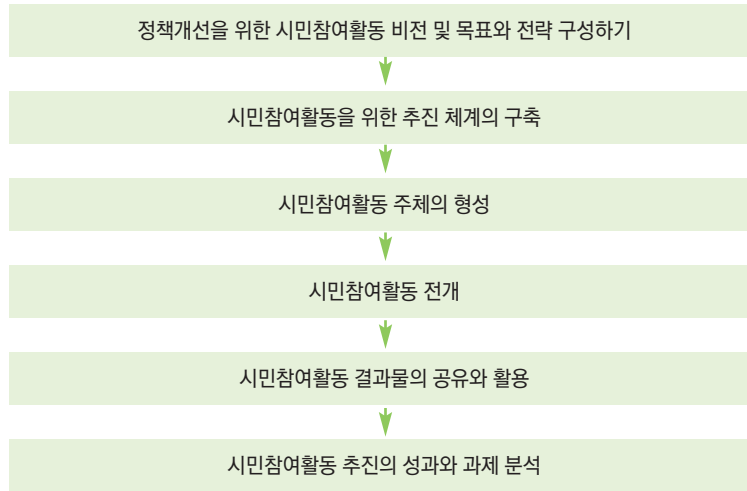 정책개선을 위한 시민참여활동 비전 및 목표와 전략 구성하기
시민참여활동을 위한 추진 체계의 구축
시민참여활동 주체의 형성
시민참여활동 전개
시민참여활동 결과물의 공유와 활용
시민참여활동 추진의 성과와 과제 분석